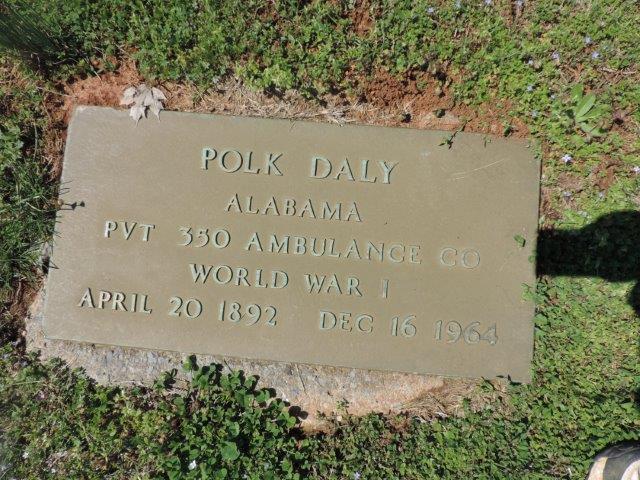 POLK DALY
ALABAMA
PVT 350 AMBULANCE CO
WORLD WAR I
APRIL 20 1892 DEC 16 1964